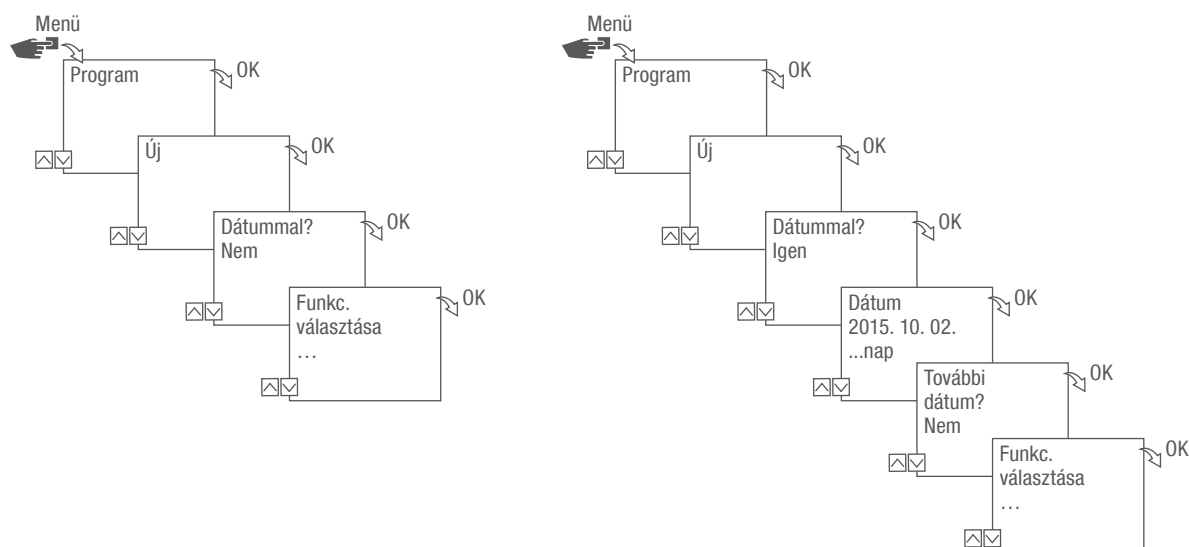 Menü
Program
OK
Új
OK
Dátummal?
Nem
OK
Funkc.
választása
...
OK
Menü
Program
OK
Új
OK
Dátummal?
Igen
OK
Dátum
2015. 10. 02.
...nap
OK
További
dátum?
Nem
OK
Funkc.
választása
...
OK